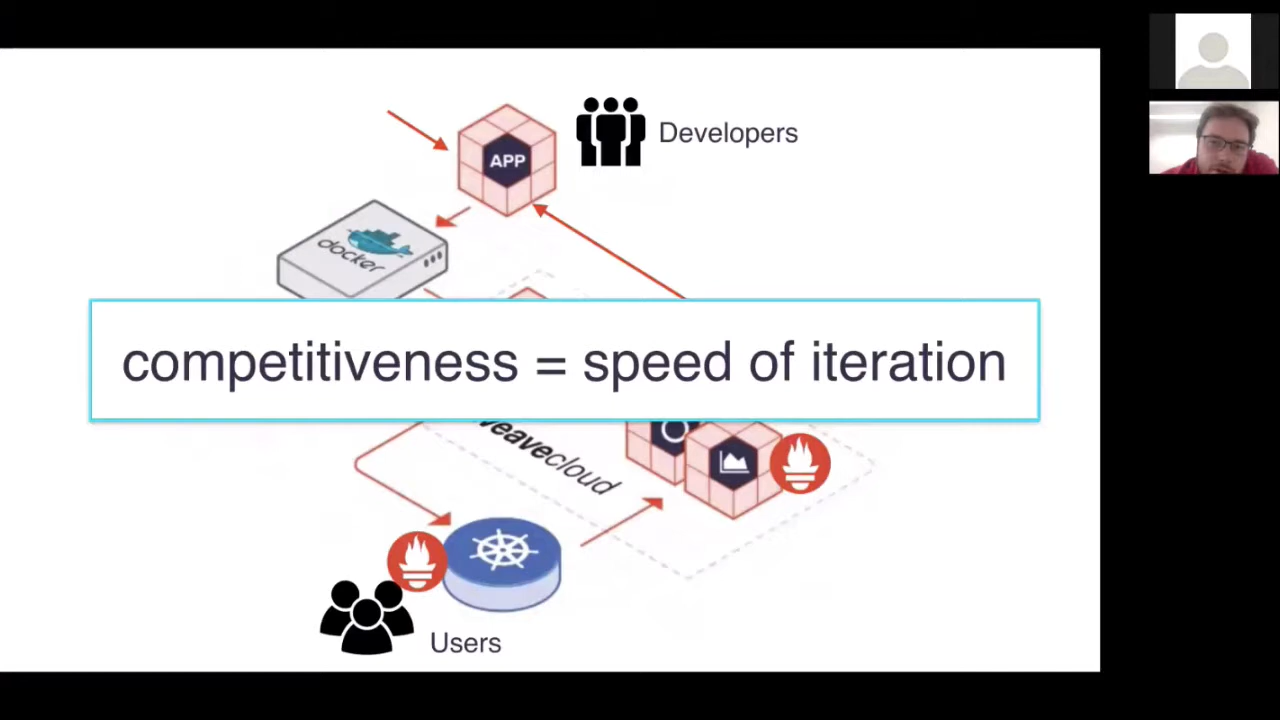 Developers
APP
docker
competitiveness = speed of iteration
weavecloud
Users